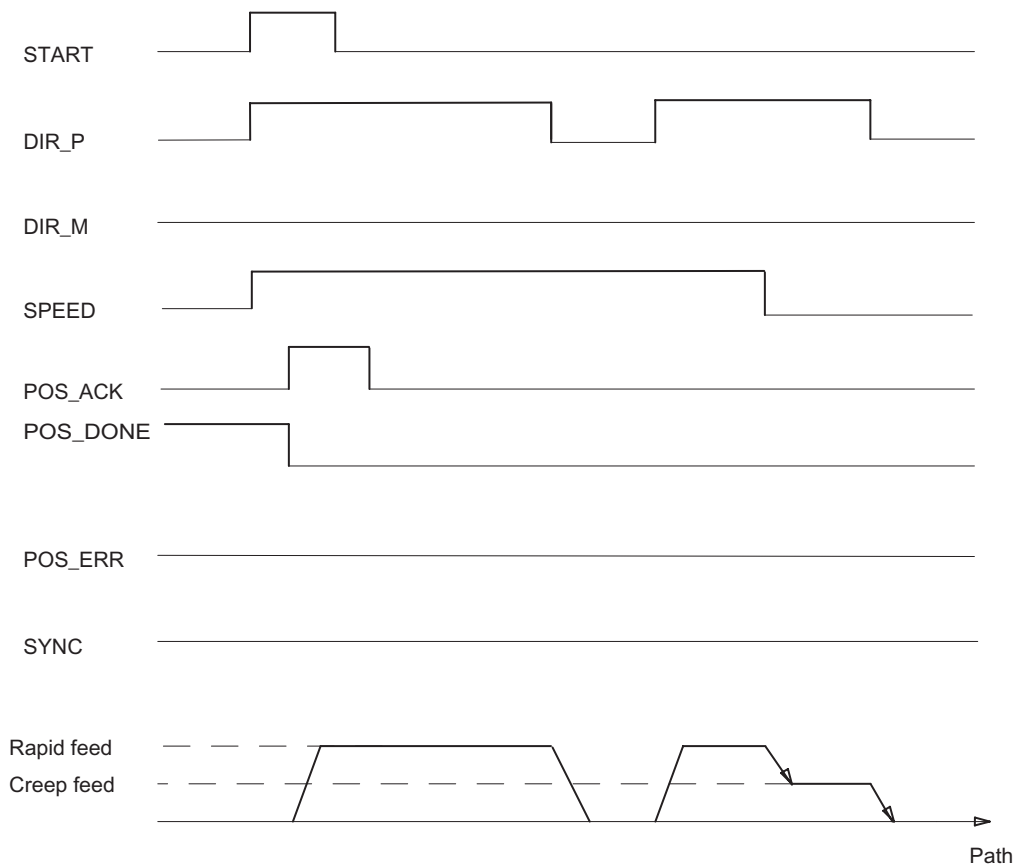 START
DIR_P
DIR_M
SPEED
POS_ACK
POS_DONE
POS_ERR
SYNC
Rapid feed
Creep feed
Path